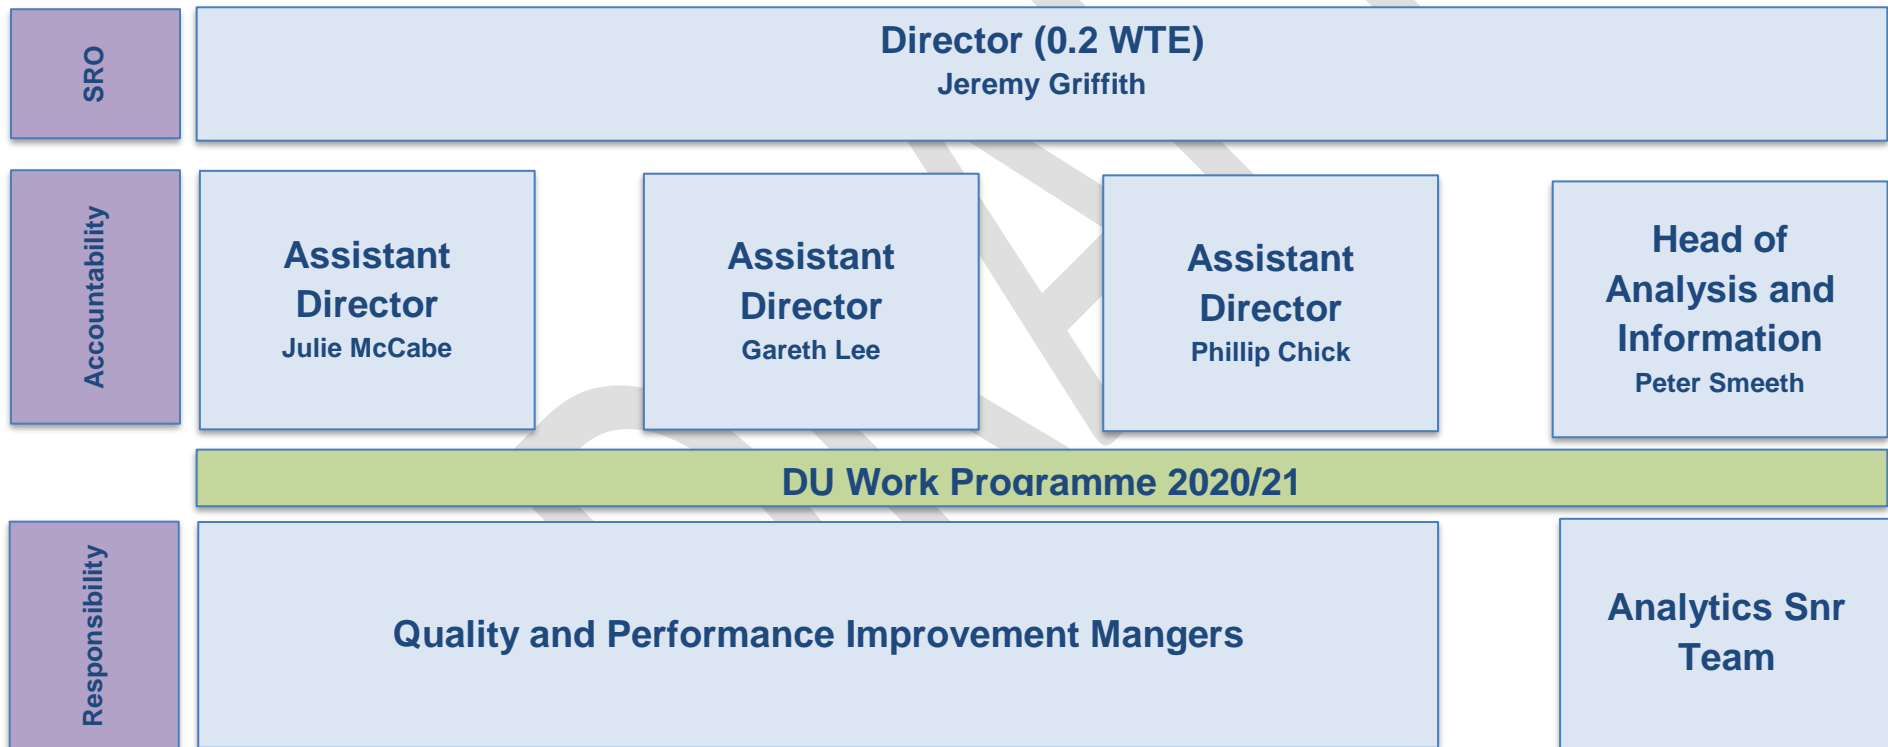 SRO
Director (0.2 WTE)
Jeremy Griffith
Accountability
Assistant
Director
Julie McCabe
Assistant
Director
Gareth Lee
Assistant
Director
Phillip Chick
Head of
Analysis and
Information
Peter Smeeth
DU Work Programme 2020/21
Responsibility
Quality and Performance Improvement Mangers
Analytics Snr
Team